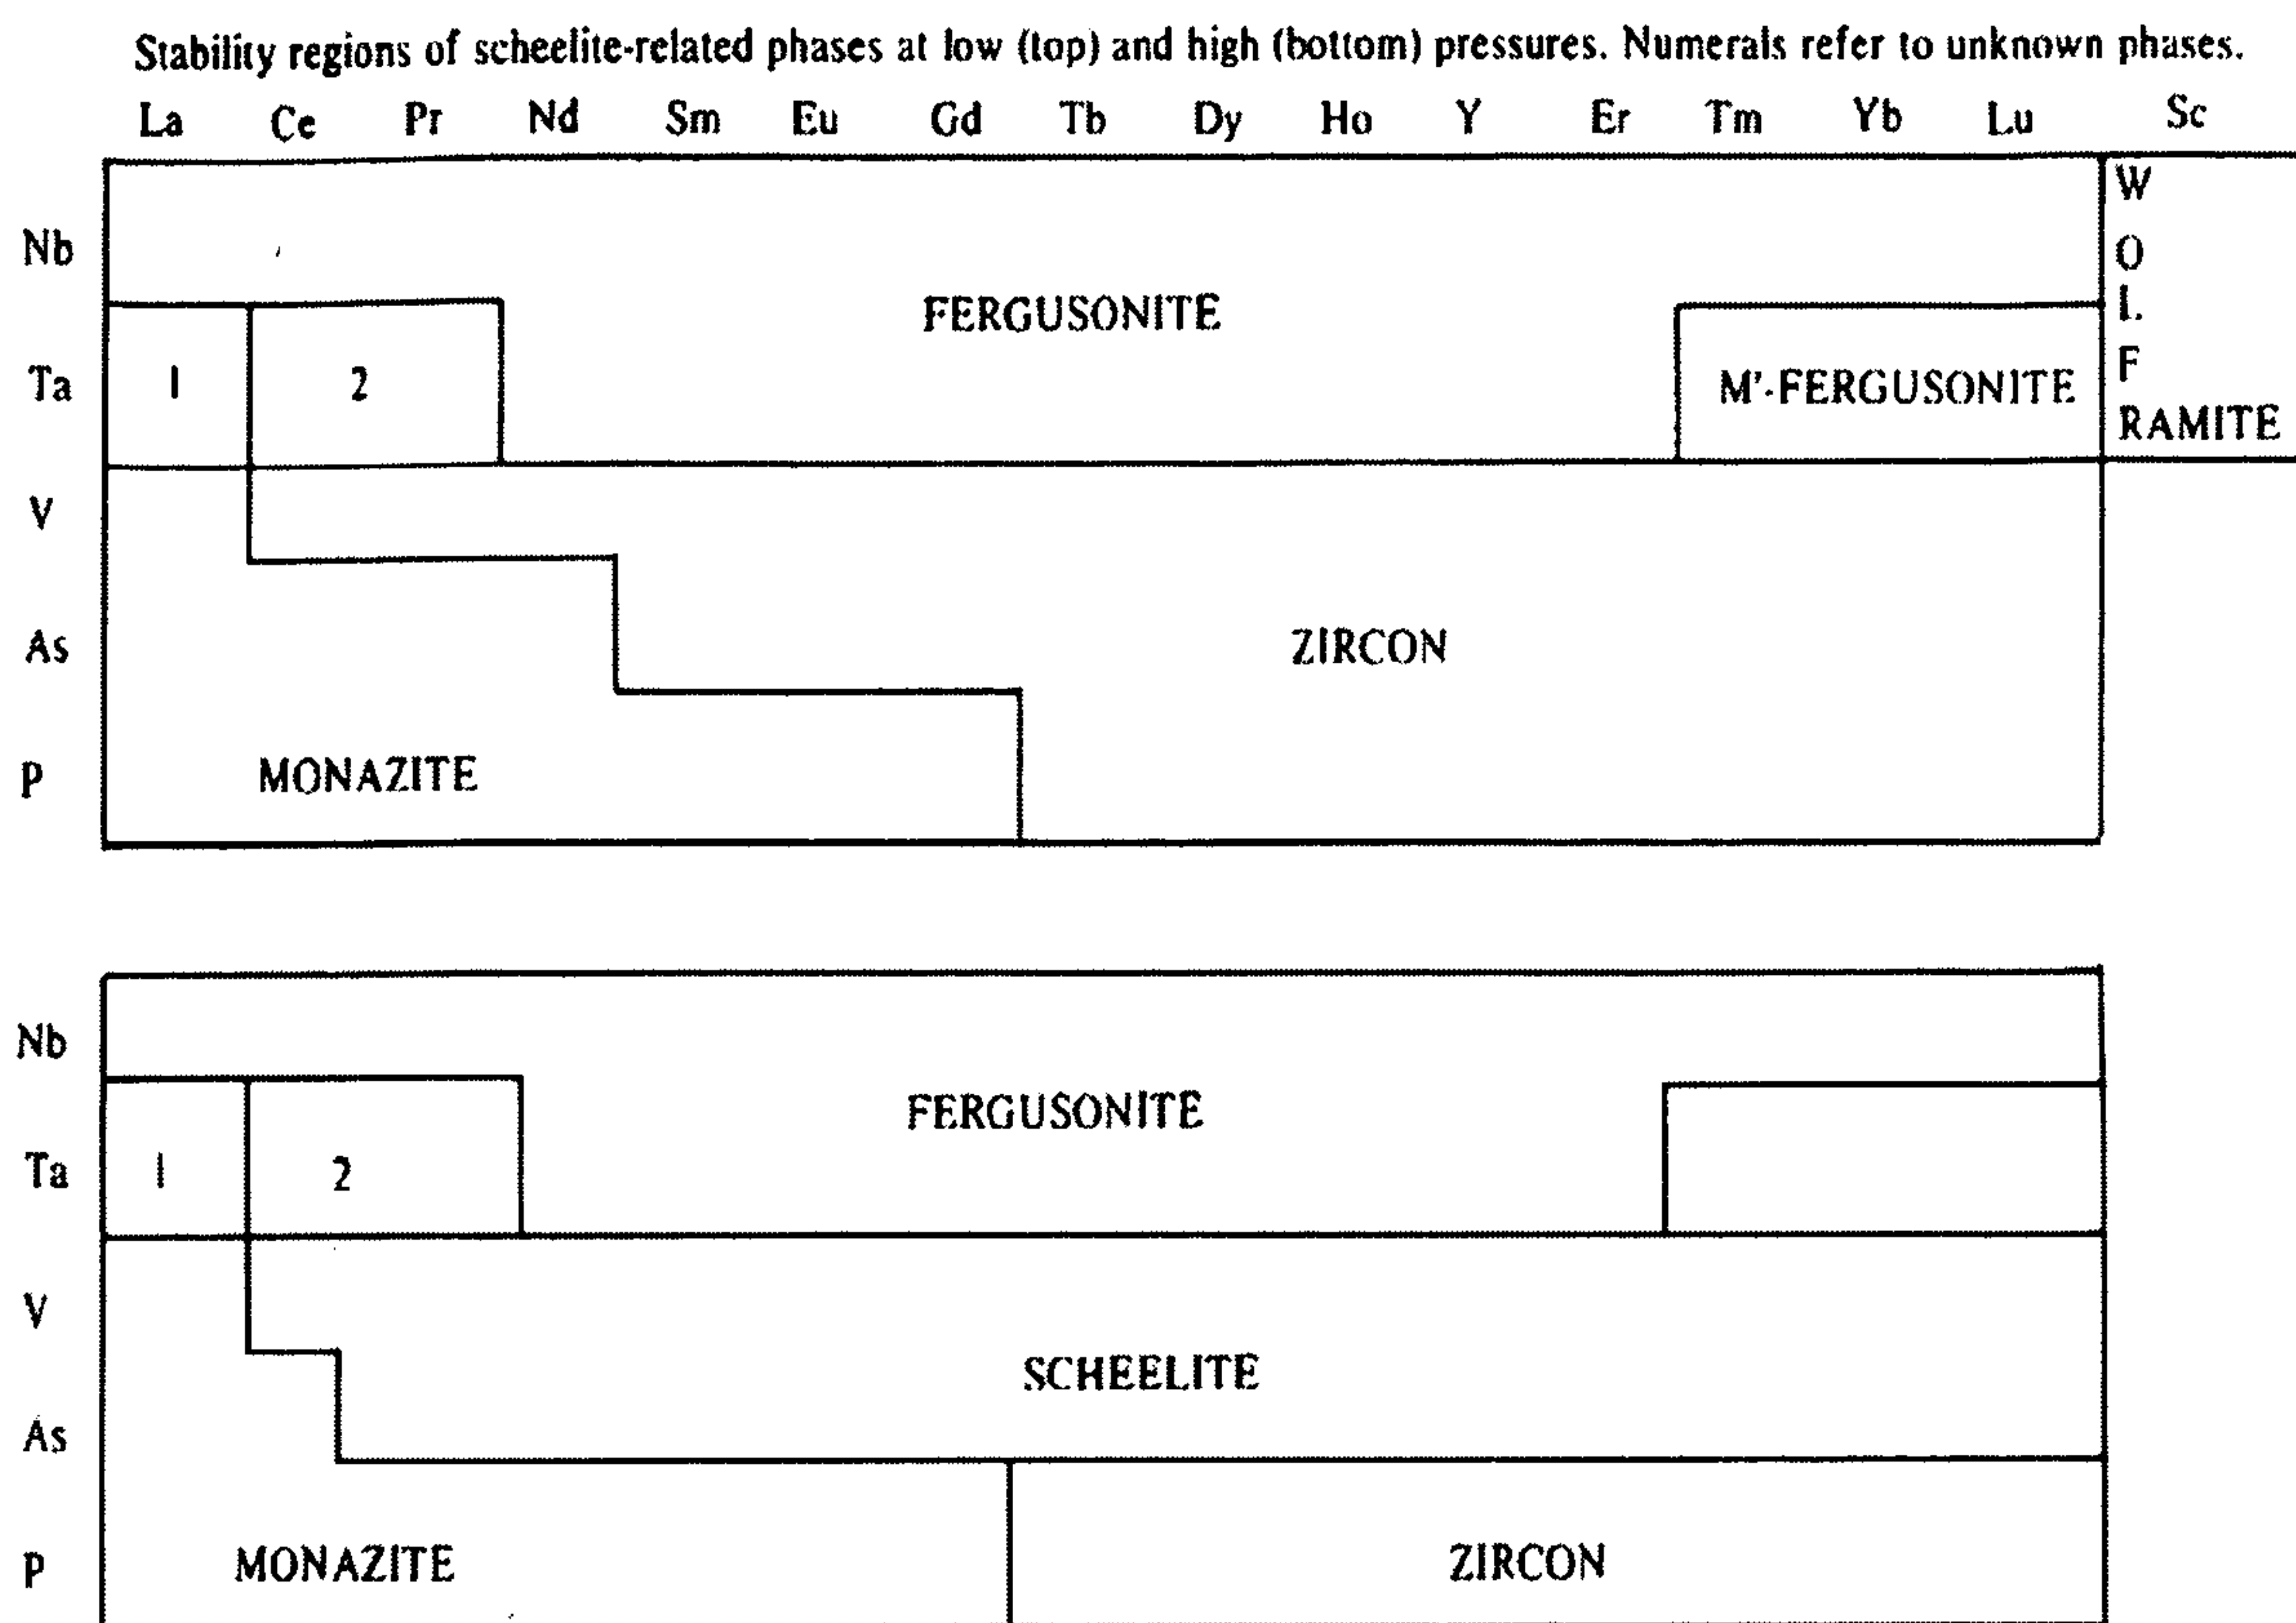 Stability regions of scheelite-related phases at low (top) and high (bottom) pressures. Numerals refer to unknown phases.
La Ce Pr Nd Sm Eu Gd Tb Dy Ho Y Er Tm Yb Lu Sc
W
Nb O
FERGUSONITE L
Ta 1 2 M'-FERGUSONITE F
RAMITE
V
As ZIRCON
P MONAZITE
Nb
FERGUSONITE
Ta 1 2
V
SCHEELITE
As
P MONAZITE ZIRCON